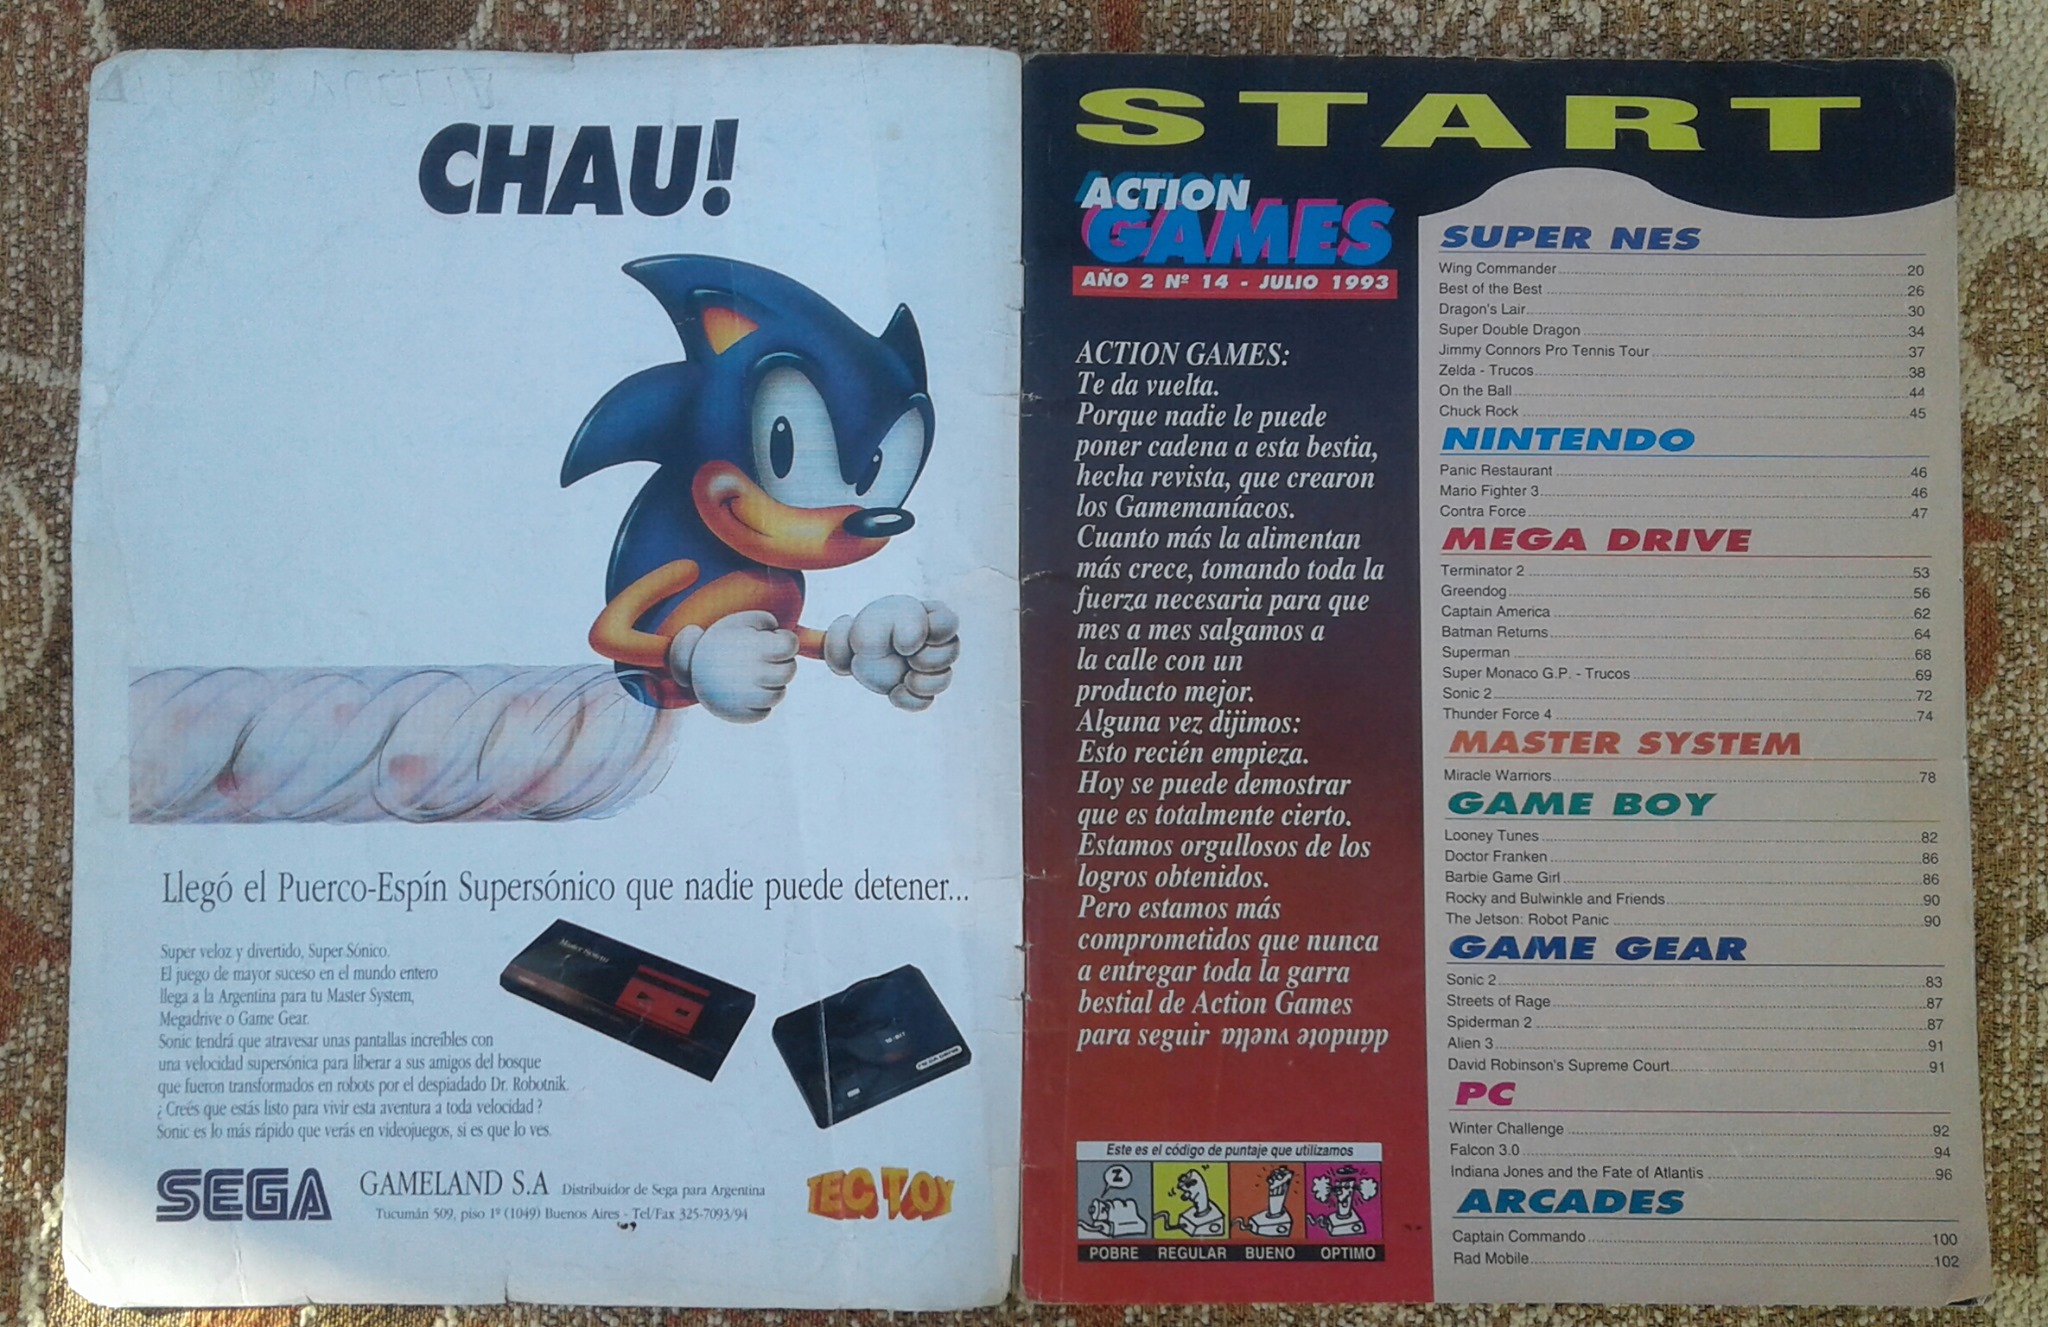 CHAU!
Llegó el Puerco-Espín Supersónico que nadie puede detener...
Super veloz y divertido, Super Sónico.
El juego de mayor suceso en el mundo entero
llega a la Argentina para tu Master System,
Megadrive o Game Gear.
Sonic tendrá que atravesar unas pantallas increíbles con
una velocidad supersónica para liberar a sus amigos del bosque
que fueron transformados en robots por el despiadado Dr. Robotnik.
¿Creés que estás listo para vivir esta aventura a toda velocidad?
Sonic es lo más rápido que verás en videojuegos, si es que lo ves.
Master System
16-BIT
MEGA DRIVE
SEGA
GAMELAND S.A Distribuidor de Sega para Argentina
Tucumán 509, piso 1º (1049) Buenos Aires - Tel/Fax 325-7093/94
TEC TOY
START
ACTION
GAMES
AÑO 2 Nº 14 - JULIO 1993
ACTION GAMES:
Te da vuelta.
Porque nadie le puede
poner cadena a esta bestia,
hecha revista, que crearon
los Gamemaníacos.
Cuanto más la alimentan
más crece, tomando toda la
fuerza necesaria para que
mes a mes salgamos a
la calle con un
producto mejor.
Alguna vez dijimos:
Esto recién empieza.
Hoy se puede demostrar
que es totalmente cierto.
Estamos orgullosos de los
logros obtenidos.
Pero estamos más
comprometidos que nunca
a entregar toda la garra
bestial de Action Games
para seguir dándote vuelta
Este es el código de puntaje que utilizamos
Z
POBRE REGULAR BUENO OPTIMO
SUPER NES
Wing Commander 20
Best of the Best 26
Dragon's Lair 30
Super Double Dragon 34
Jimmy Connors Pro Tennis Tour 37
Zelda - Trucos 38
On the Ball 44
Chuck Rock 45
NINTENDO
Panic Restaurant 46
Mario Fighter 3 46
Contra Force 47
MEGA DRIVE
Terminator 2 53
Greendog 56
Captain America 62
Batman Returns 64
Superman 68
Super Monaco G.P. - Trucos 69
Sonic 2 72
Thunder Force 4 74
MASTER SYSTEM
Miracle Warriors 78
GAME BOY
Looney Tunes 82
Doctor Franken 86
Barbie Game Girl 86
Rocky and Bulwinkle and Friends 90
The Jetson: Robot Panic 90
GAME GEAR
Sonic 2 83
Streets of Rage 87
Spiderman 2 87
Alien 3 91
David Robinson's Supreme Court 91
PC
Winter Challenge 92
Falcon 3.0 94
Indiana Jones and the Fate of Atlantis 96
ARCADES
Captain Commando 100
Rad Mobile 102